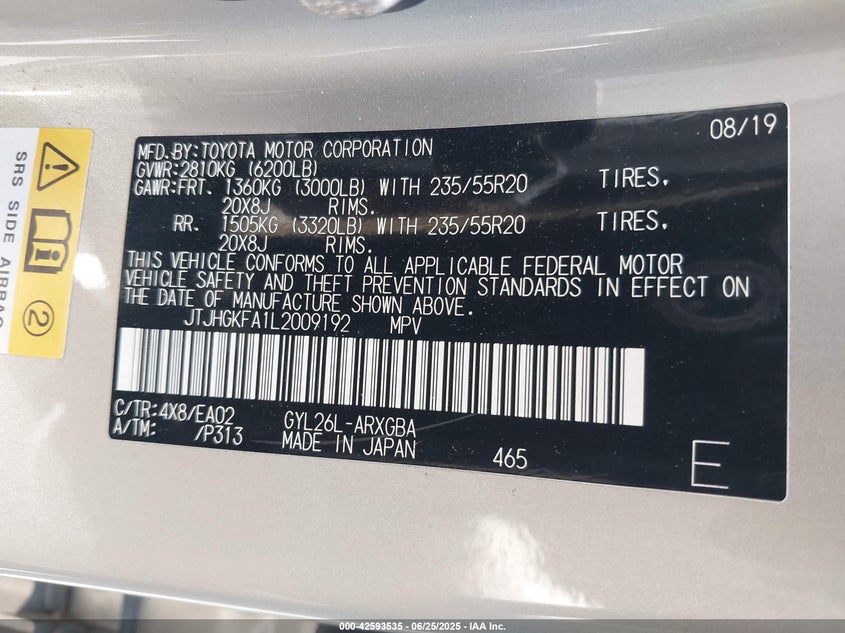 08/19
MFD.BY:TOYOTA MOTOR CORPORATION
GVWR:2810KG (6200LB)
GAWR:FRT. 1360KG (3000LB) WITH 235/55R20 TIRES.
20X8J RIMS.
RR. 1505KG (3320LB) WITH 235/55R20 TIRES.
20X8J RIMS.
THIS VEHICLE CONFORMS TO ALL APPLICABLE FEDERAL MOTOR
VEHICLE SAFETY AND THEFT PREVENTION STANDARDS IN EFFECT ON
THE DATE OF MANUFACTURE SHOWN ABOVE.
JTJHGKFA1L2009192 MPV
C/TR:4X8/EA02 GYL26L-ARXGBA
A/TM: /P313 MADE IN JAPAN 465 E
SRS SIDE AIRBAG
2
000-42593535 - 06/25/2025 - IAA Inc.